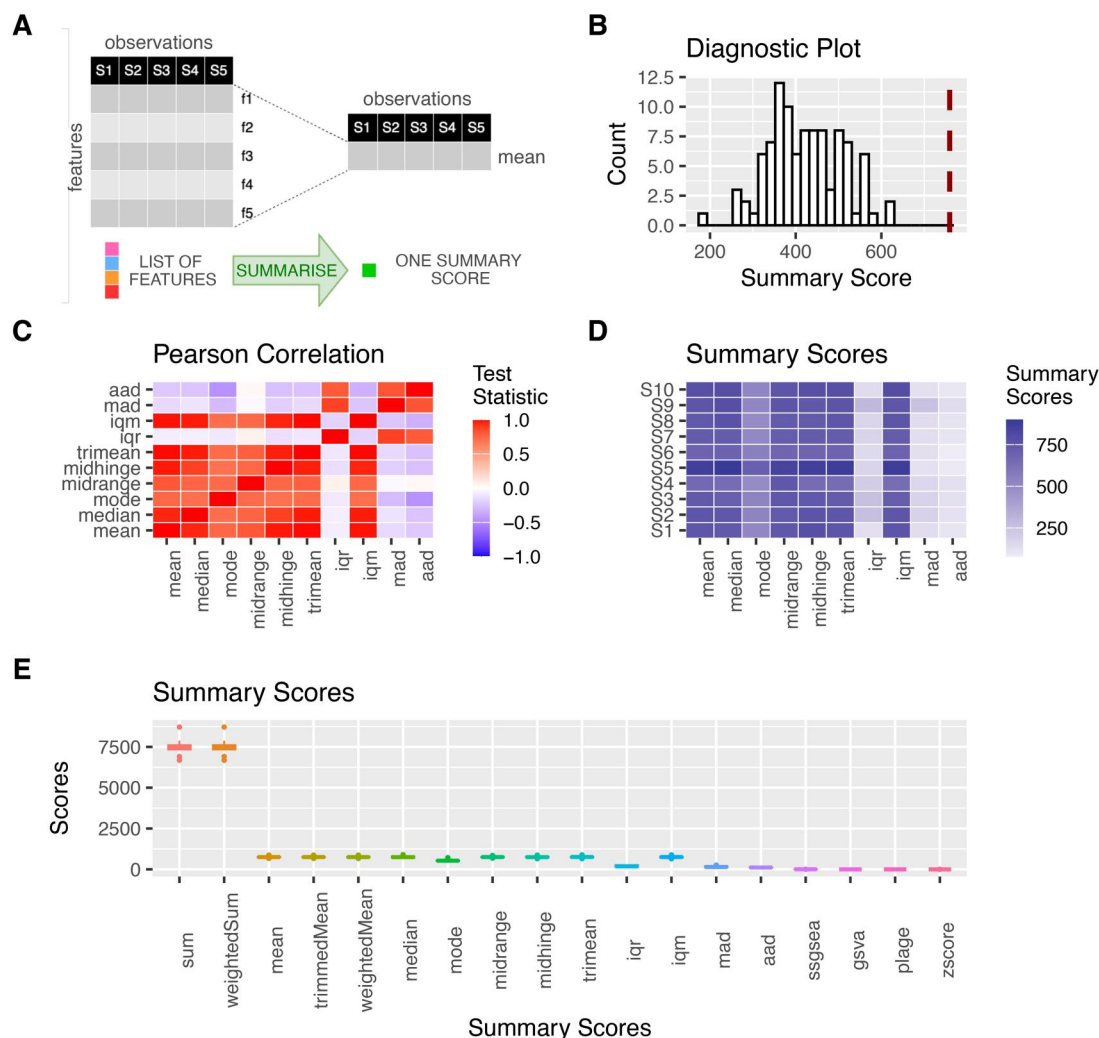 A
observations
S1 S2 S3 S4 S5
features
f1
f2
f3
f4
f5
observations
S1 S2 S3 S4 S5
mean
LIST OF
FEATURES
SUMMARISE
ONE SUMMARY
SCORE
B
Diagnostic Plot
Count
12.5
10.0
7.5
5.0
2.5
0.0
200 400 600
Summary Score
C
Pearson Correlation
aad
mad
iqm
iqr
trimean
midhinge
midrange
mode
median
mean
mean median mode midrange midhinge trimean iqr iqm mad aad
Test
Statistic
1.0
0.5
0.0
−0.5
−1.0
D
Summary Scores
S10
S9
S8
S7
S6
S5
S4
S3
S2
S1
mean median mode midrange midhinge trimean iqr iqm mad aad
Summary
Scores
750
500
250
E
Summary Scores
Scores
7500
5000
2500
0
sum weightedSum mean trimmedMean weightedMean median mode midrange midhinge trimean iqr iqm mad aad ssgsea gsva plage zscore
Summary Scores